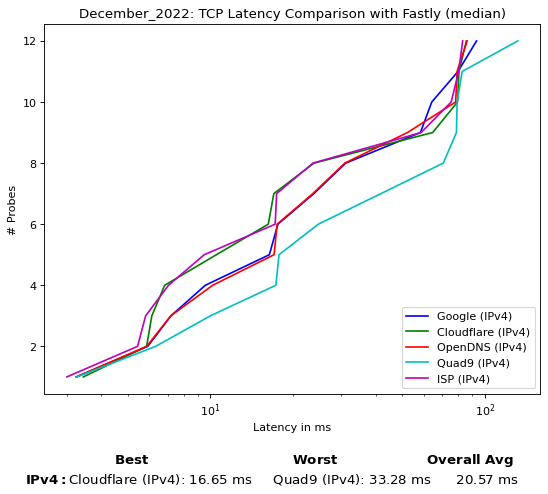 December_2022: TCP Latency Comparison with Fastly (median)
12
10
8
6
4
2
# Probes
10¹
10²
Latency in ms
Google (IPv4)
Cloudflare (IPv4)
OpenDNS (IPv4)
Quad9 (IPv4)
ISP (IPv4)
Best Worst Overall Avg
IPv4: Cloudflare (IPv4): 16.65 ms Quad9 (IPv4): 33.28 ms 20.57 ms